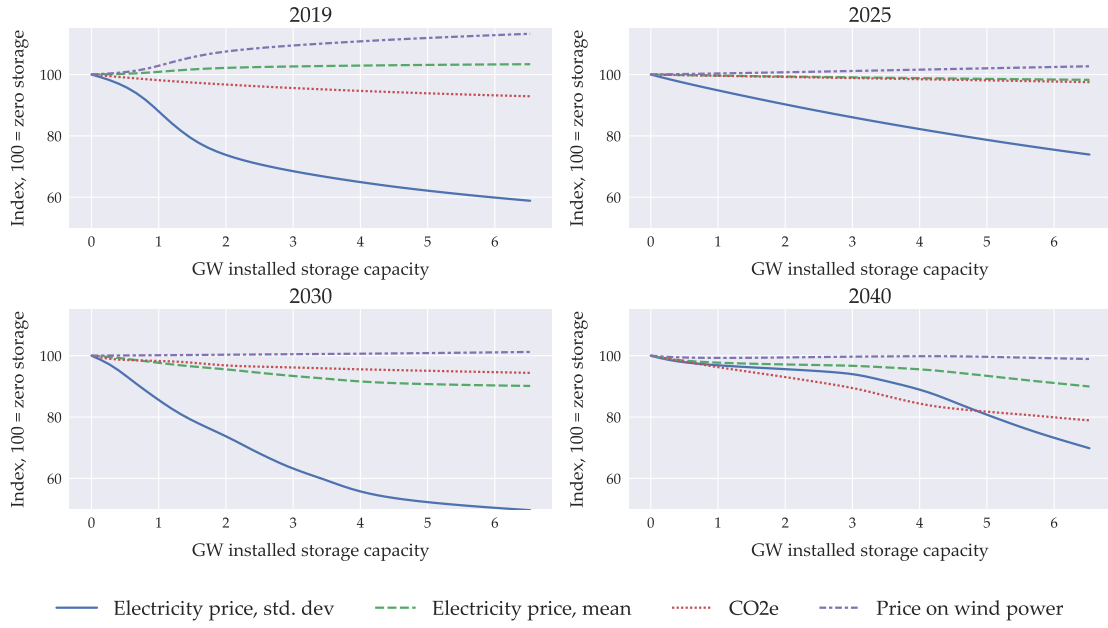 2019
Index, 100 = zero storage
100
80
60
0 1 2 3 4 5 6
GW installed storage capacity
2025
Index, 100 = zero storage
100
80
60
0 1 2 3 4 5 6
GW installed storage capacity
2030
Index, 100 = zero storage
100
80
60
0 1 2 3 4 5 6
GW installed storage capacity
2040
Index, 100 = zero storage
100
80
60
0 1 2 3 4 5 6
GW installed storage capacity
Electricity price, std. dev
Electricity price, mean
CO2e
Price on wind power